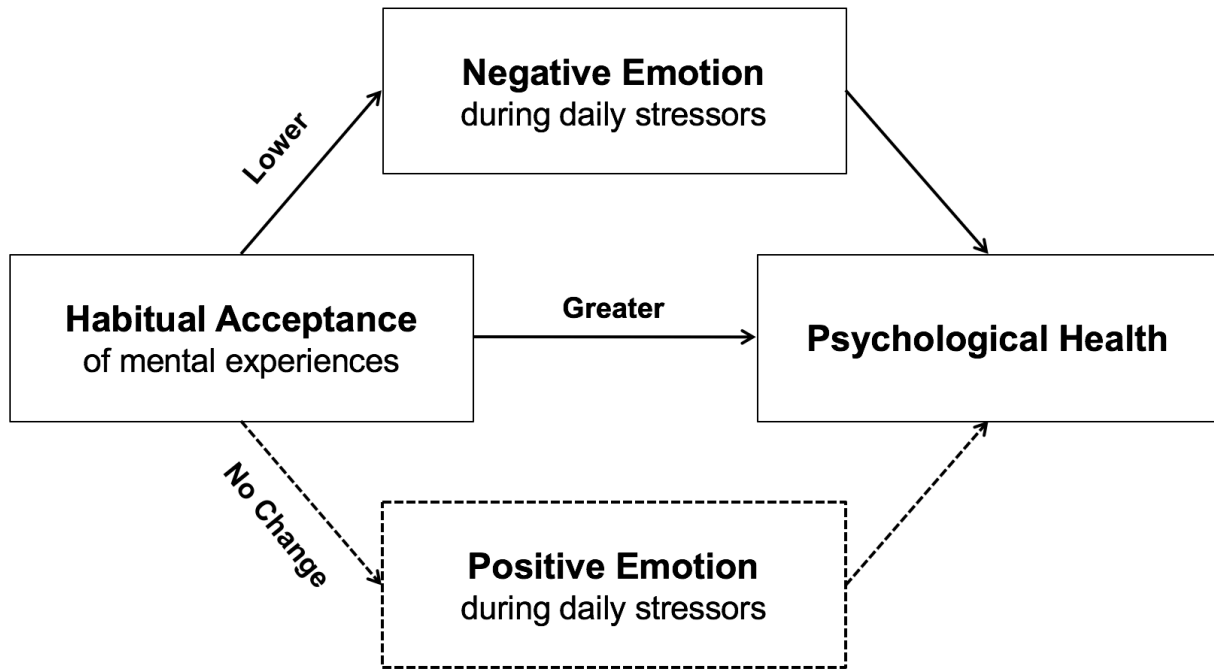 Negative Emotion
during daily stressors
Lower
Habitual Acceptance
of mental experiences
Greater
Psychological Health
No Change
Positive Emotion
during daily stressors